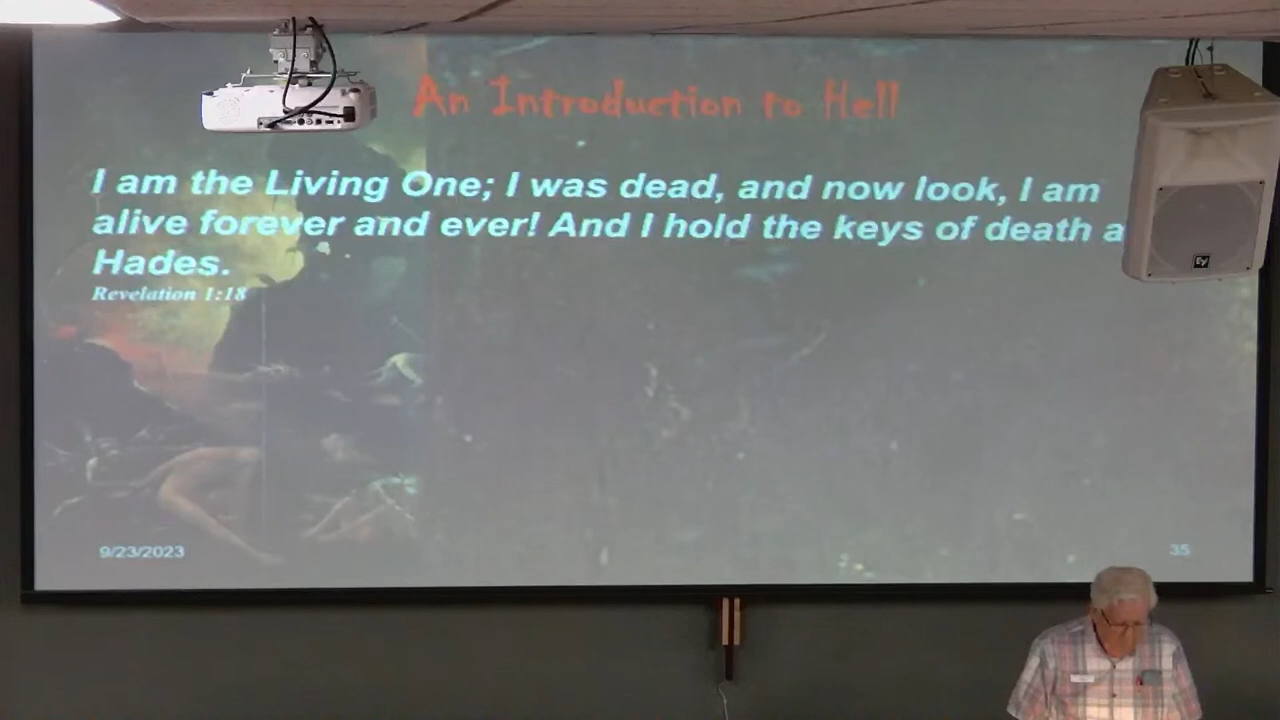 An Introduction to Hell
I am the Living One; I was dead, and now look, I am
alive forever and ever! And I hold the keys of death a
Hades.
Revelation 1:18
9/23/2023
35
EV